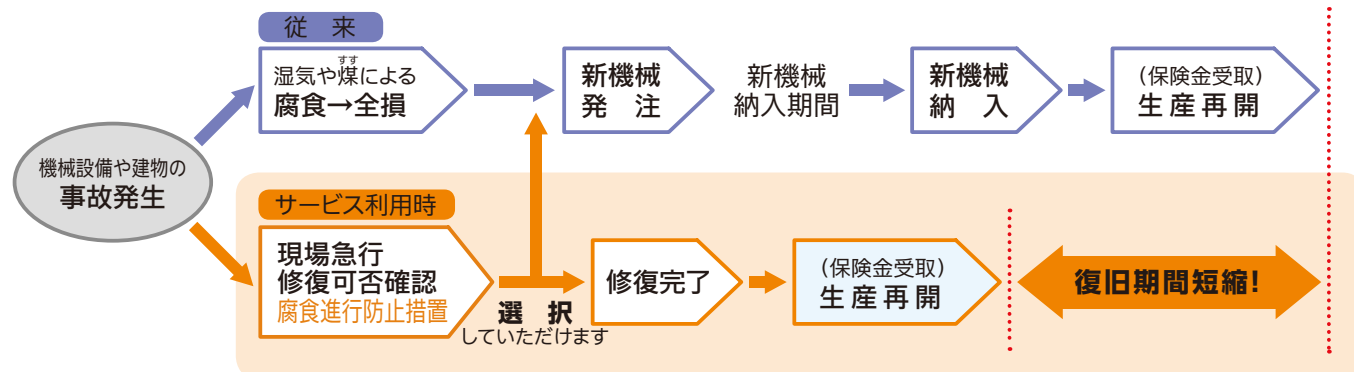 機械設備や建物の
事故発生
従　来
湿気や煤による
すす
腐食→全損
新機械
発　注
新機械
納入期間
新機械
納　入
(保険金受取)
生産再開
サービス利用時
現場急行
修復可否確認
腐食進行防止措置
選　択
していただけます
修復完了
(保険金受取)
生産再開
復旧期間短縮!